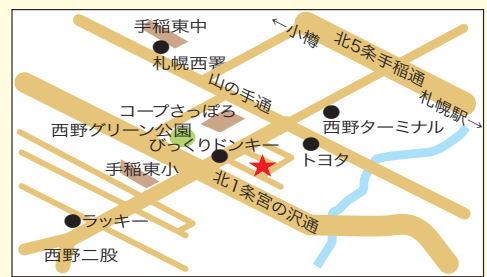 手稲東中
←小樽
北5条手稲通
札幌西署
山の手通
札幌駅→
コープさっぽろ
西野ターミナル
西野グリーン公園
びっくりドンキー
トヨタ
手稲東小
北1条宮の沢通
ラッキー
西野二股